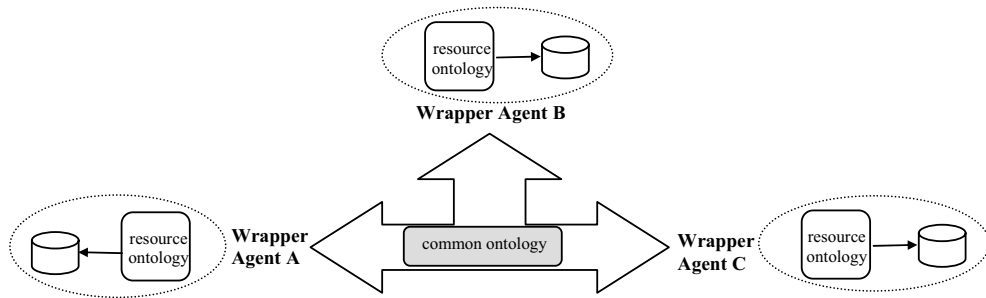 resource
ontology
Wrapper Agent B
resource
ontology
Wrapper
Agent A
common ontology
Wrapper
Agent C
resource
ontology